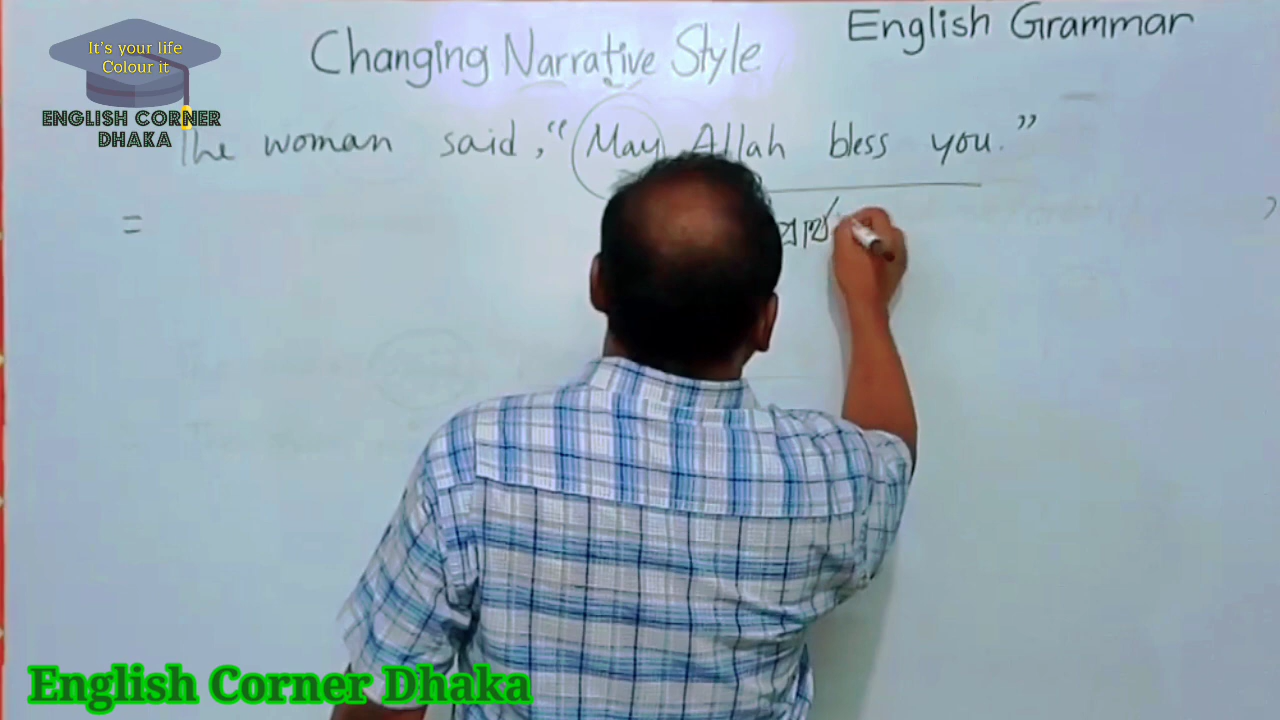 English Grammar
Changing Narrative Style
It's your life
Colour it
ENGLISH CORNER
DHAKA
The woman said, “May Allah bless you.”
=
English Corner Dhaka